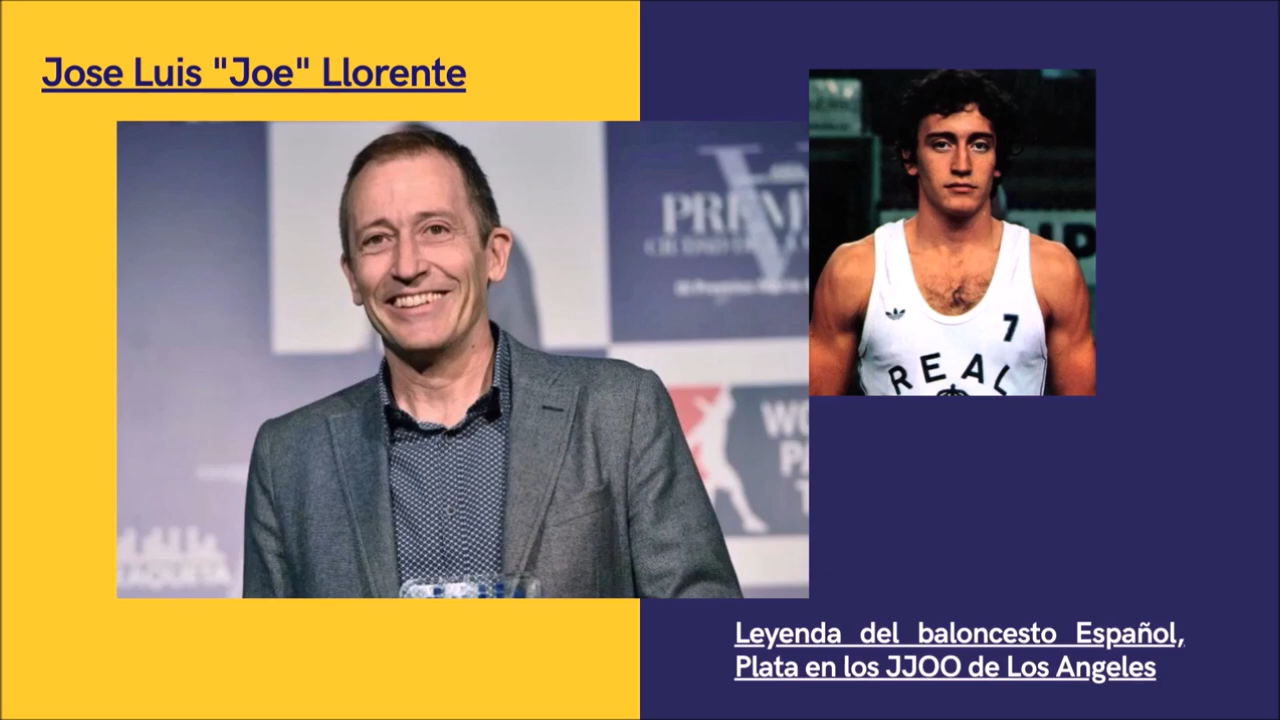 Jose Luis "Joe" Llorente
7
REAL
Leyenda del baloncesto Español,
Plata en los JJOO de Los Angeles